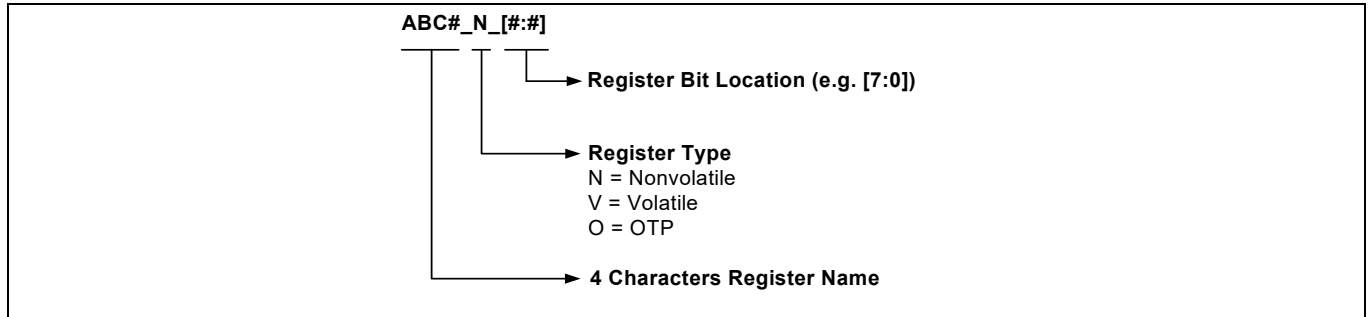 ABC#_N_[#:#]
Register Bit Location (e.g. [7:0])
Register Type
N = Nonvolatile
V = Volatile
O = OTP
4 Characters Register Name